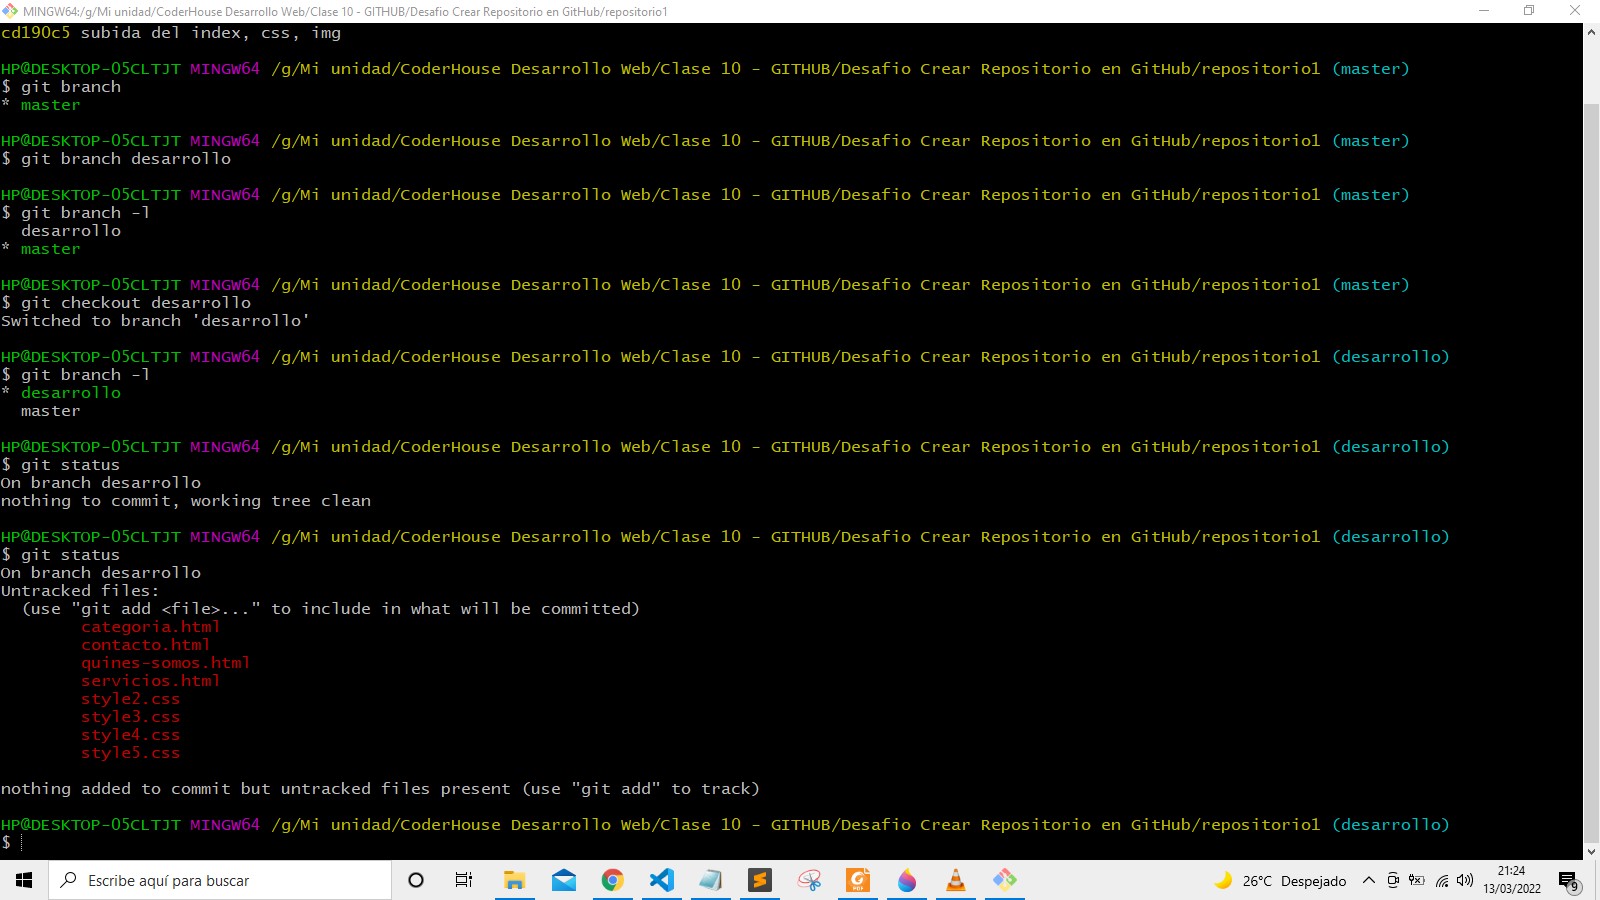 MINGW64:/g/Mi unidad/CoderHouse Desarrollo Web/Clase 10 - GITHUB/Desafio Crear Repositorio en GitHub/repositorio1
cd190c5 subida del index, css, img
HP@DESKTOP-05CLTJT MINGW64 /g/Mi unidad/CoderHouse Desarrollo Web/Clase 10 - GITHUB/Desafio Crear Repositorio en GitHub/repositorio1 (master)
$ git branch
* master
HP@DESKTOP-05CLTJT MINGW64 /g/Mi unidad/CoderHouse Desarrollo Web/Clase 10 - GITHUB/Desafio Crear Repositorio en GitHub/repositorio1 (master)
$ git branch desarrollo
HP@DESKTOP-05CLTJT MINGW64 /g/Mi unidad/CoderHouse Desarrollo Web/Clase 10 - GITHUB/Desafio Crear Repositorio en GitHub/repositorio1 (master)
$ git branch -l
desarrollo
* master
HP@DESKTOP-05CLTJT MINGW64 /g/Mi unidad/CoderHouse Desarrollo Web/Clase 10 - GITHUB/Desafio Crear Repositorio en GitHub/repositorio1 (master)
$ git checkout desarrollo
Switched to branch 'desarrollo'
HP@DESKTOP-05CLTJT MINGW64 /g/Mi unidad/CoderHouse Desarrollo Web/Clase 10 - GITHUB/Desafio Crear Repositorio en GitHub/repositorio1 (desarrollo)
$ git branch -l
* desarrollo
master
HP@DESKTOP-05CLTJT MINGW64 /g/Mi unidad/CoderHouse Desarrollo Web/Clase 10 - GITHUB/Desafio Crear Repositorio en GitHub/repositorio1 (desarrollo)
$ git status
On branch desarrollo
nothing to commit, working tree clean
HP@DESKTOP-05CLTJT MINGW64 /g/Mi unidad/CoderHouse Desarrollo Web/Clase 10 - GITHUB/Desafio Crear Repositorio en GitHub/repositorio1 (desarrollo)
$ git status
On branch desarrollo
Untracked files:
(use "git add <file>..." to include in what will be committed)
categoria.html
contacto.html
quines-somos.html
servicios.html
style2.css
style3.css
style4.css
style5.css
nothing added to commit but untracked files present (use "git add" to track)
HP@DESKTOP-05CLTJT MINGW64 /g/Mi unidad/CoderHouse Desarrollo Web/Clase 10 - GITHUB/Desafio Crear Repositorio en GitHub/repositorio1 (desarrollo)
$
Escribe aquí para buscar
PDF
26°C Despejado
21:24
13/03/2022
9